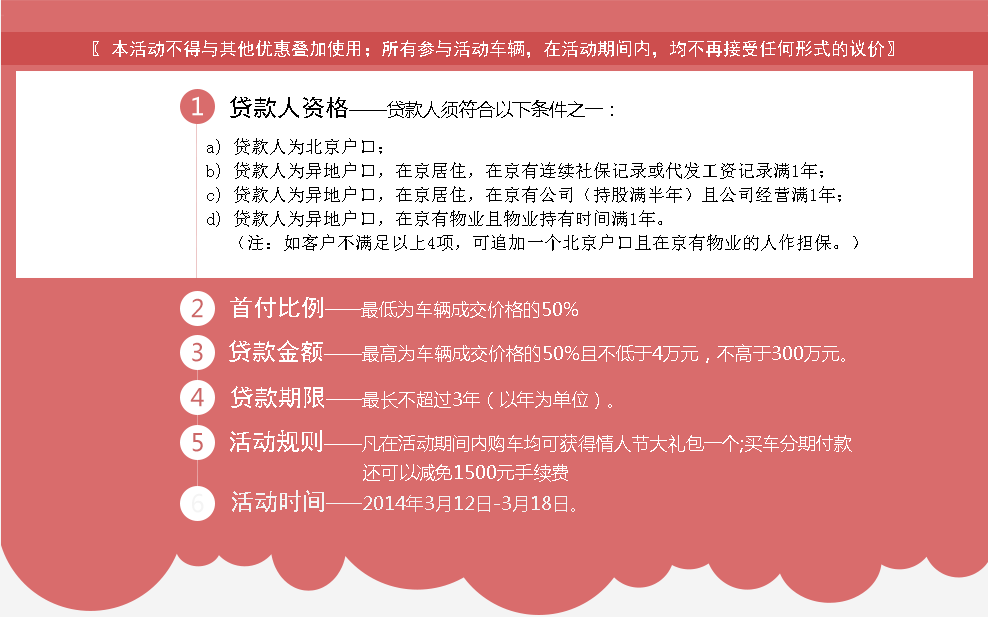 〖 本活动不得与其他优惠叠加使用；所有参与活动车辆，在活动期间内，均不再接受任何形式的议价〗
1 贷款人资格——贷款人须符合以下条件之一：
a) 贷款人为北京户口；
b) 贷款人为异地户口，在京居住，在京有连续社保记录或代发工资记录满1年；
c) 贷款人为异地户口，在京居住，在京有公司（持股满半年）且公司经营满1年；
d) 贷款人为异地户口，在京有物业且物业持有时间满1年。
（注：如客户不满足以上4项，可追加一个北京户口且在京有物业的人作担保。）
2 首付比例——最低为车辆成交价格的50%
3 贷款金额——最高为车辆成交价格的50%且不低于4万元，不高于300万元。
4 贷款期限——最长不超过3年（以年为单位）。
5 活动规则——凡在活动期间内购车均可获得情人节大礼包一个;买车分期付款
还可以减免1500元手续费
6 活动时间——2014年3月12日-3月18日。